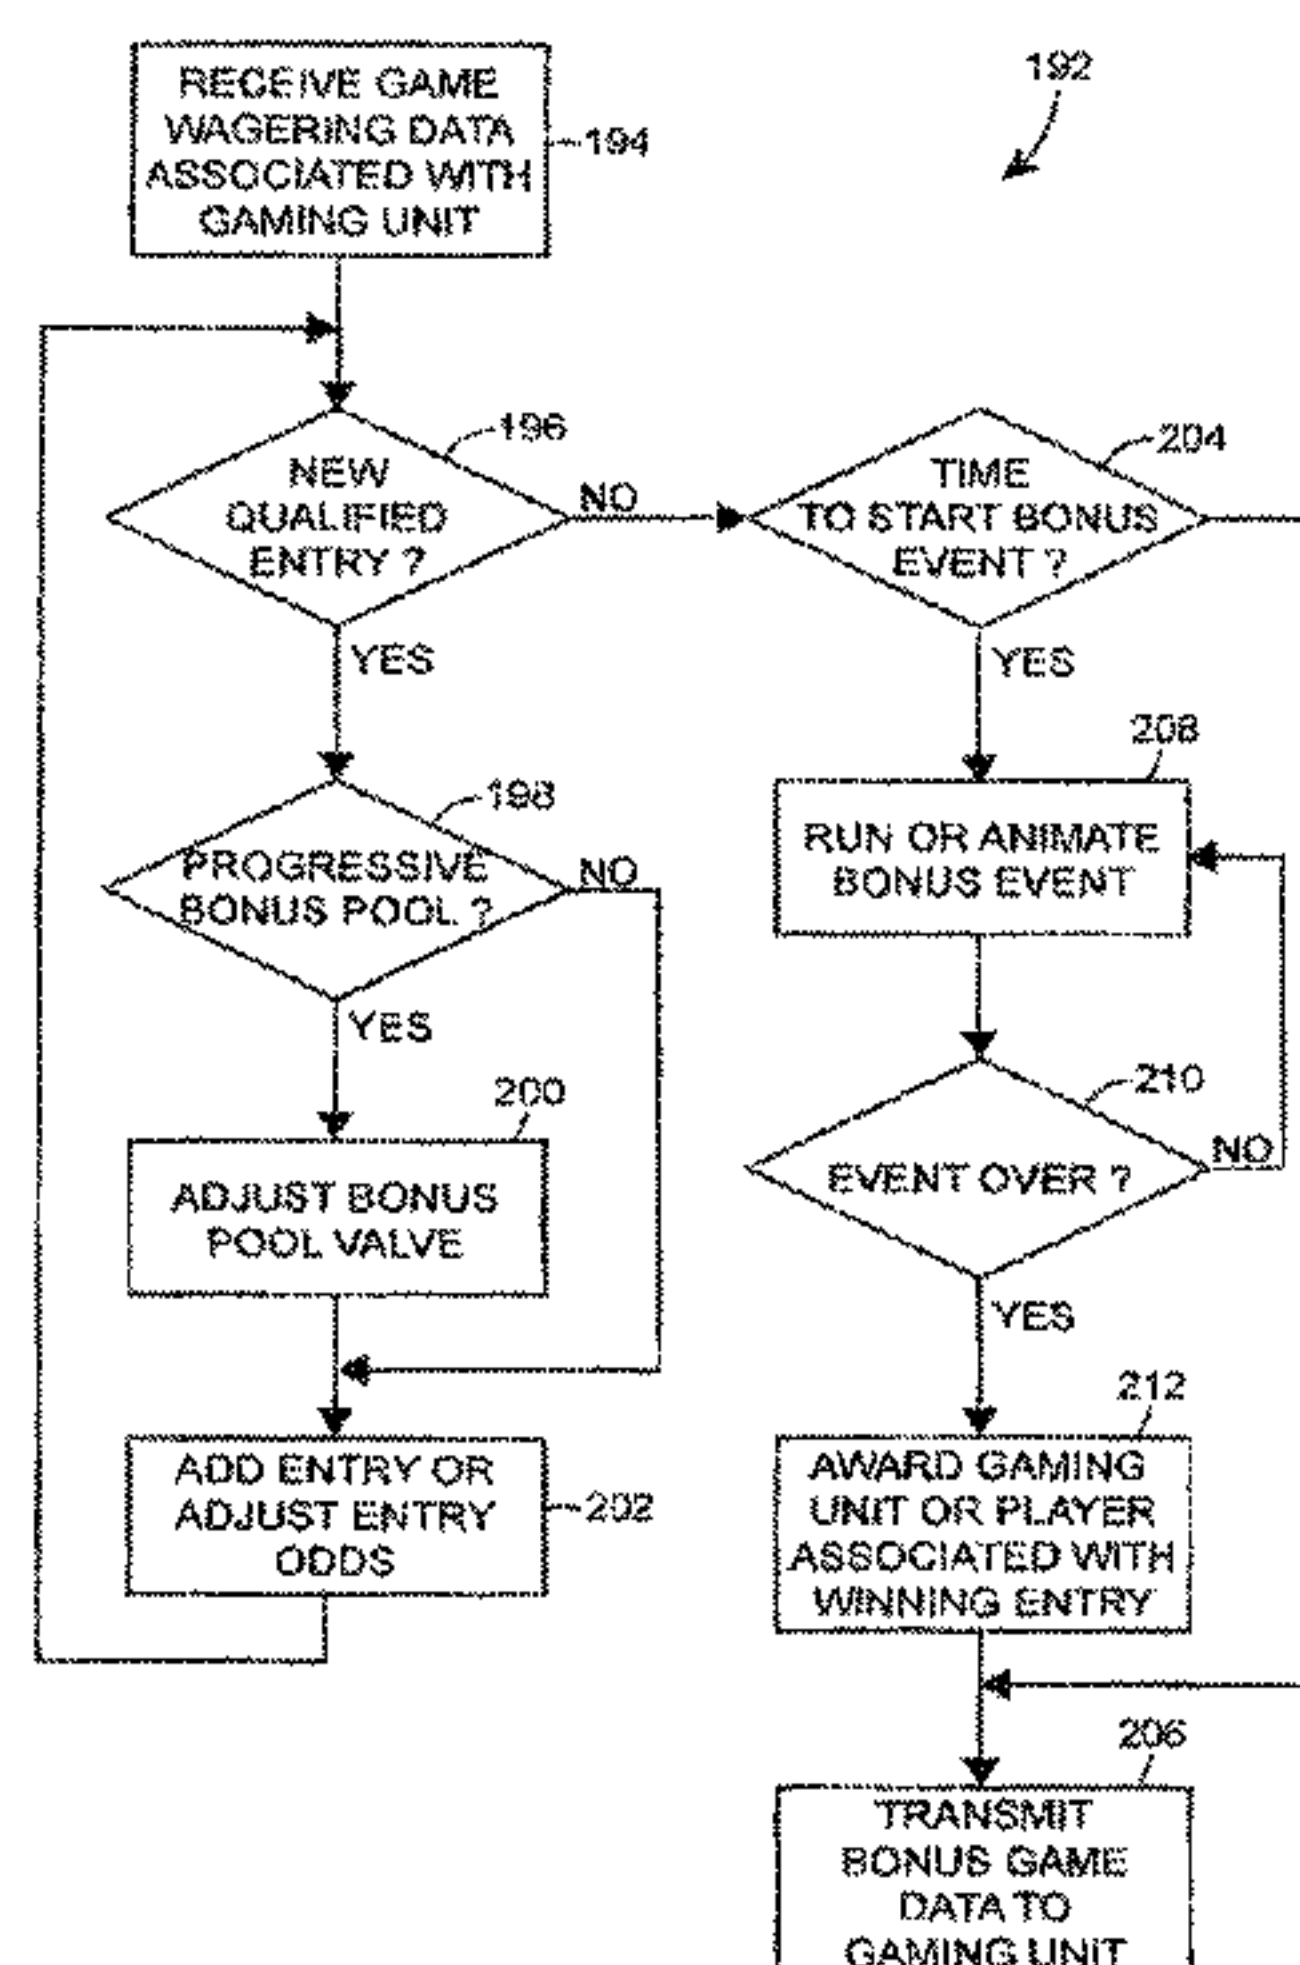 RECEIVE GAME
WAGERING DATA
ASSOCIATED WITH
GAMING UNIT
194
192
NEW
QUALIFIED
ENTRY ?
196
NO
YES
TIME
TO START BONUS
EVENT ?
204
YES
PROGRESSIVE
BONUS POOL ?
198
NO
YES
208
RUN OR ANIMATE
BONUS EVENT
200
ADJUST BONUS
POOL VALVE
EVENT OVER ?
210
NO
YES
ADD ENTRY OR
ADJUST ENTRY
ODDS
202
212
AWARD GAMING
UNIT OR PLAYER
ASSOCIATED WITH
WINNING ENTRY
206
TRANSMIT
BONUS GAME
DATA TO
GAMING UNIT